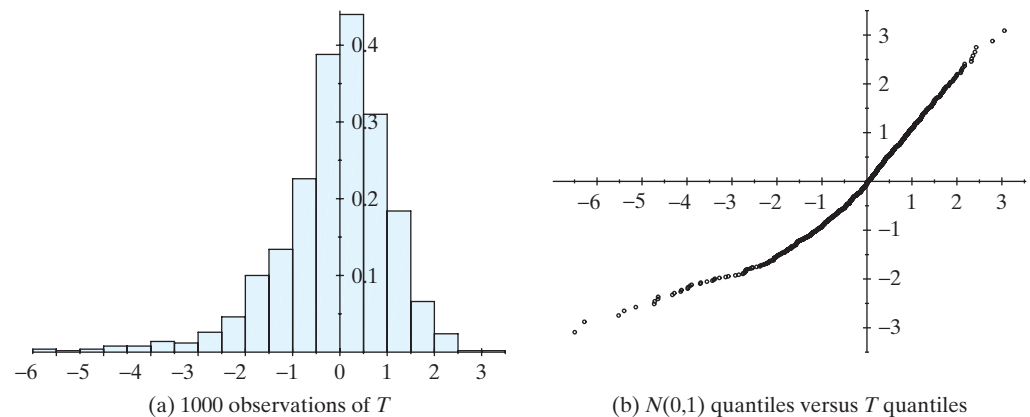 0.4
0.3
0.2
0.1
−6 −5 −4 −3 −2 −1 0 1 2 3
(a) 1000 observations of T
3
2
1
−6 −5 −4 −3 −2 −1 1 2 3
−1
−2
−3
(b) N(0,1) quantiles versus T quantiles